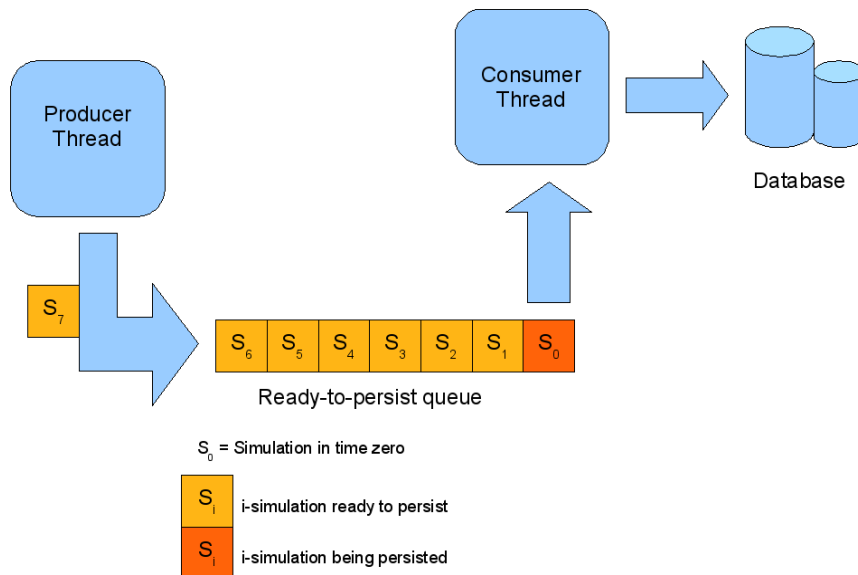 Producer
Thread
Consumer
Thread
Database
S₇
S₆ S₅ S₄ S₃ S₂ S₁ S₀
Ready-to-persist queue
S₀ = Simulation in time zero
Sᵢ i-simulation ready to persist
Sᵢ i-simulation being persisted